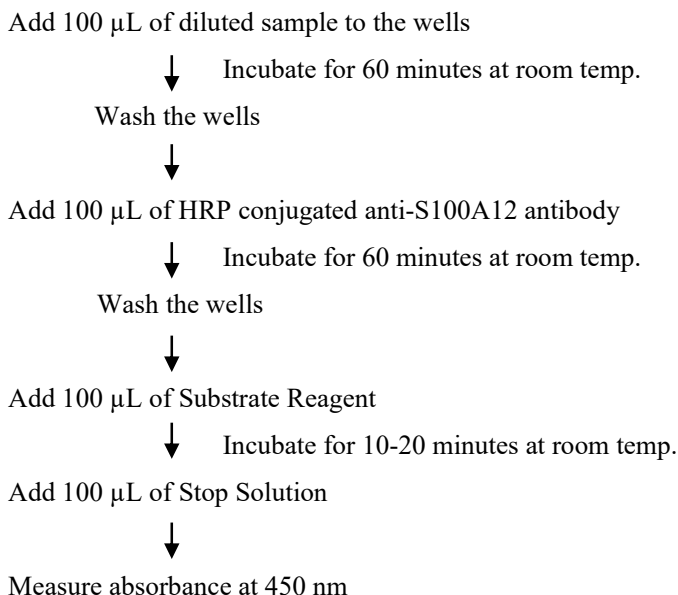 Add 100 µL of diluted sample to the wells
Incubate for 60 minutes at room temp.
Wash the wells
Add 100 µL of HRP conjugated anti-S100A12 antibody
Incubate for 60 minutes at room temp.
Wash the wells
Add 100 µL of Substrate Reagent
Incubate for 10-20 minutes at room temp.
Add 100 µL of Stop Solution
Measure absorbance at 450 nm